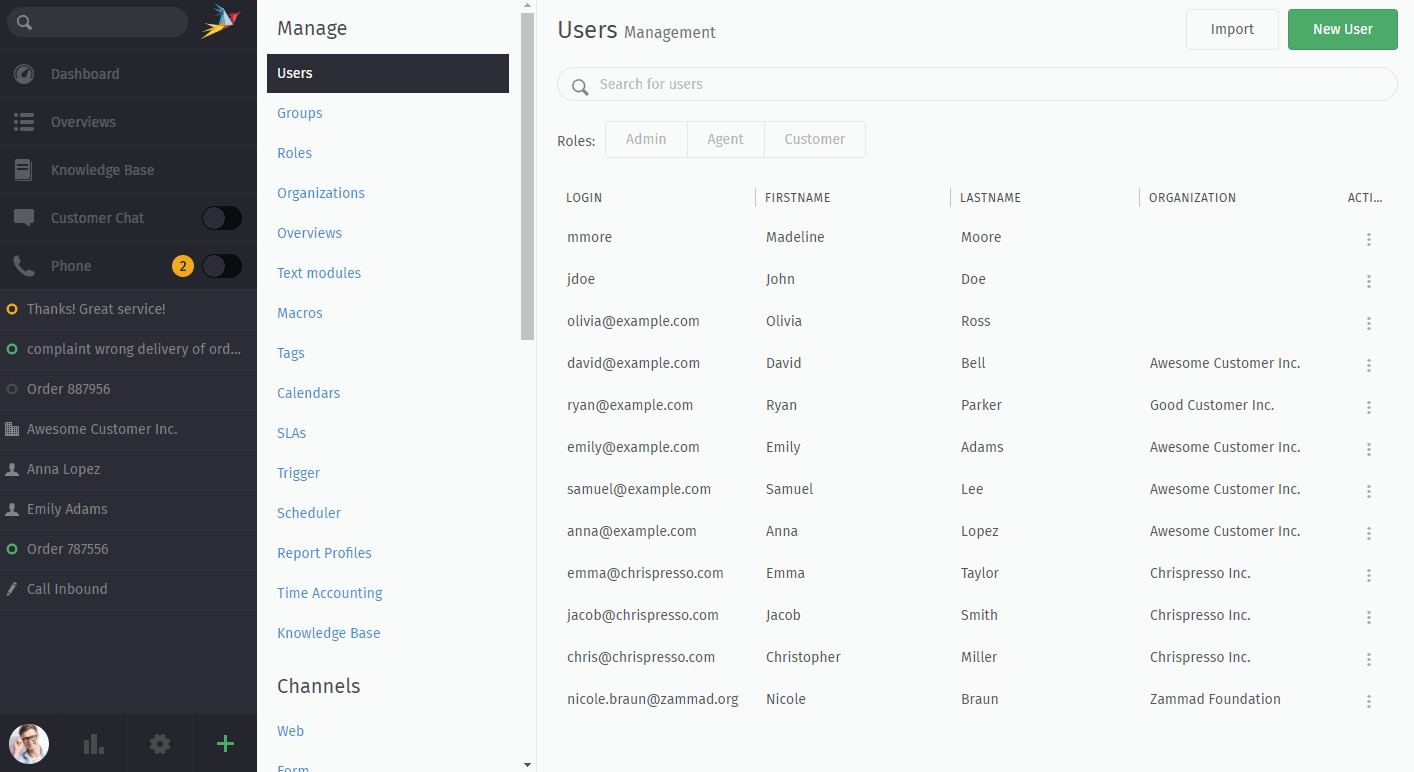 Dashboard
Overviews
Knowledge Base
Customer Chat
Phone 2
Thanks! Great service!
complaint wrong delivery of ord...
Order 887956
Awesome Customer Inc.
Anna Lopez
Emily Adams
Order 787556
Call Inbound
Manage
Users
Groups
Roles
Organizations
Overviews
Text modules
Macros
Tags
Calendars
SLAs
Trigger
Scheduler
Report Profiles
Time Accounting
Knowledge Base
Channels
Web
Form
Users Management
Import
New User
Search for users
Roles: Admin Agent Customer
LOGIN FIRSTNAME LASTNAME ORGANIZATION ACTI...
mmore Madeline Moore
jdoe John Doe
olivia@example.com Olivia Ross
david@example.com David Bell Awesome Customer Inc.
ryan@example.com Ryan Parker Good Customer Inc.
emily@example.com Emily Adams Awesome Customer Inc.
samuel@example.com Samuel Lee Awesome Customer Inc.
anna@example.com Anna Lopez Awesome Customer Inc.
emma@chrispresso.com Emma Taylor Chrispresso Inc.
jacob@chrispresso.com Jacob Smith Chrispresso Inc.
chris@chrispresso.com Christopher Miller Chrispresso Inc.
nicole.braun@zammad.org Nicole Braun Zammad Foundation